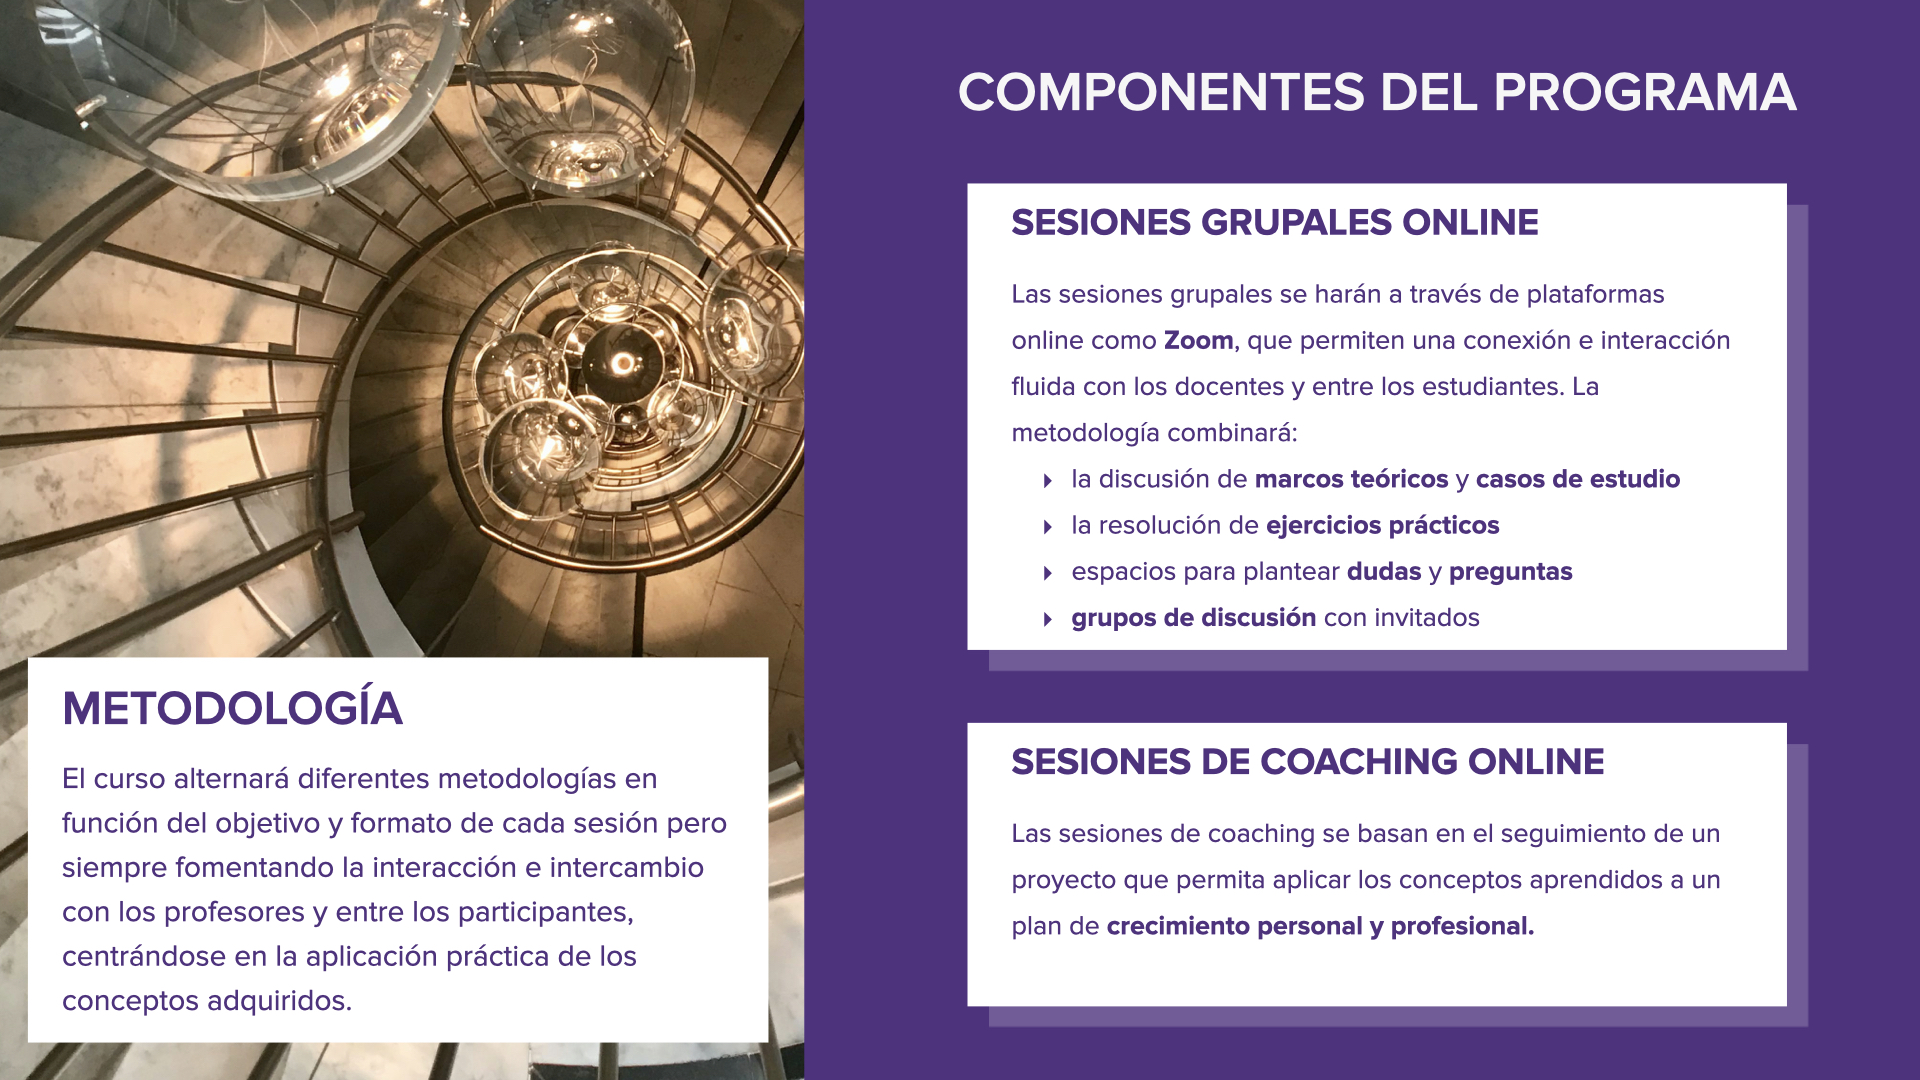 METODOLOGÍA
El curso alternará diferentes metodologías en
función del objetivo y formato de cada sesión pero
siempre fomentando la interacción e intercambio
con los profesores y entre los participantes,
centrándose en la aplicación práctica de los
conceptos adquiridos.
COMPONENTES DEL PROGRAMA
SESIONES GRUPALES ONLINE
Las sesiones grupales se harán a través de plataformas
online como Zoom, que permiten una conexión e interacción
fluida con los docentes y entre los estudiantes. La
metodología combinará:
la discusión de marcos teóricos y casos de estudio
la resolución de ejercicios prácticos
espacios para plantear dudas y preguntas
grupos de discusión con invitados
SESIONES DE COACHING ONLINE
Las sesiones de coaching se basan en el seguimiento de un
proyecto que permita aplicar los conceptos aprendidos a un
plan de crecimiento personal y profesional.